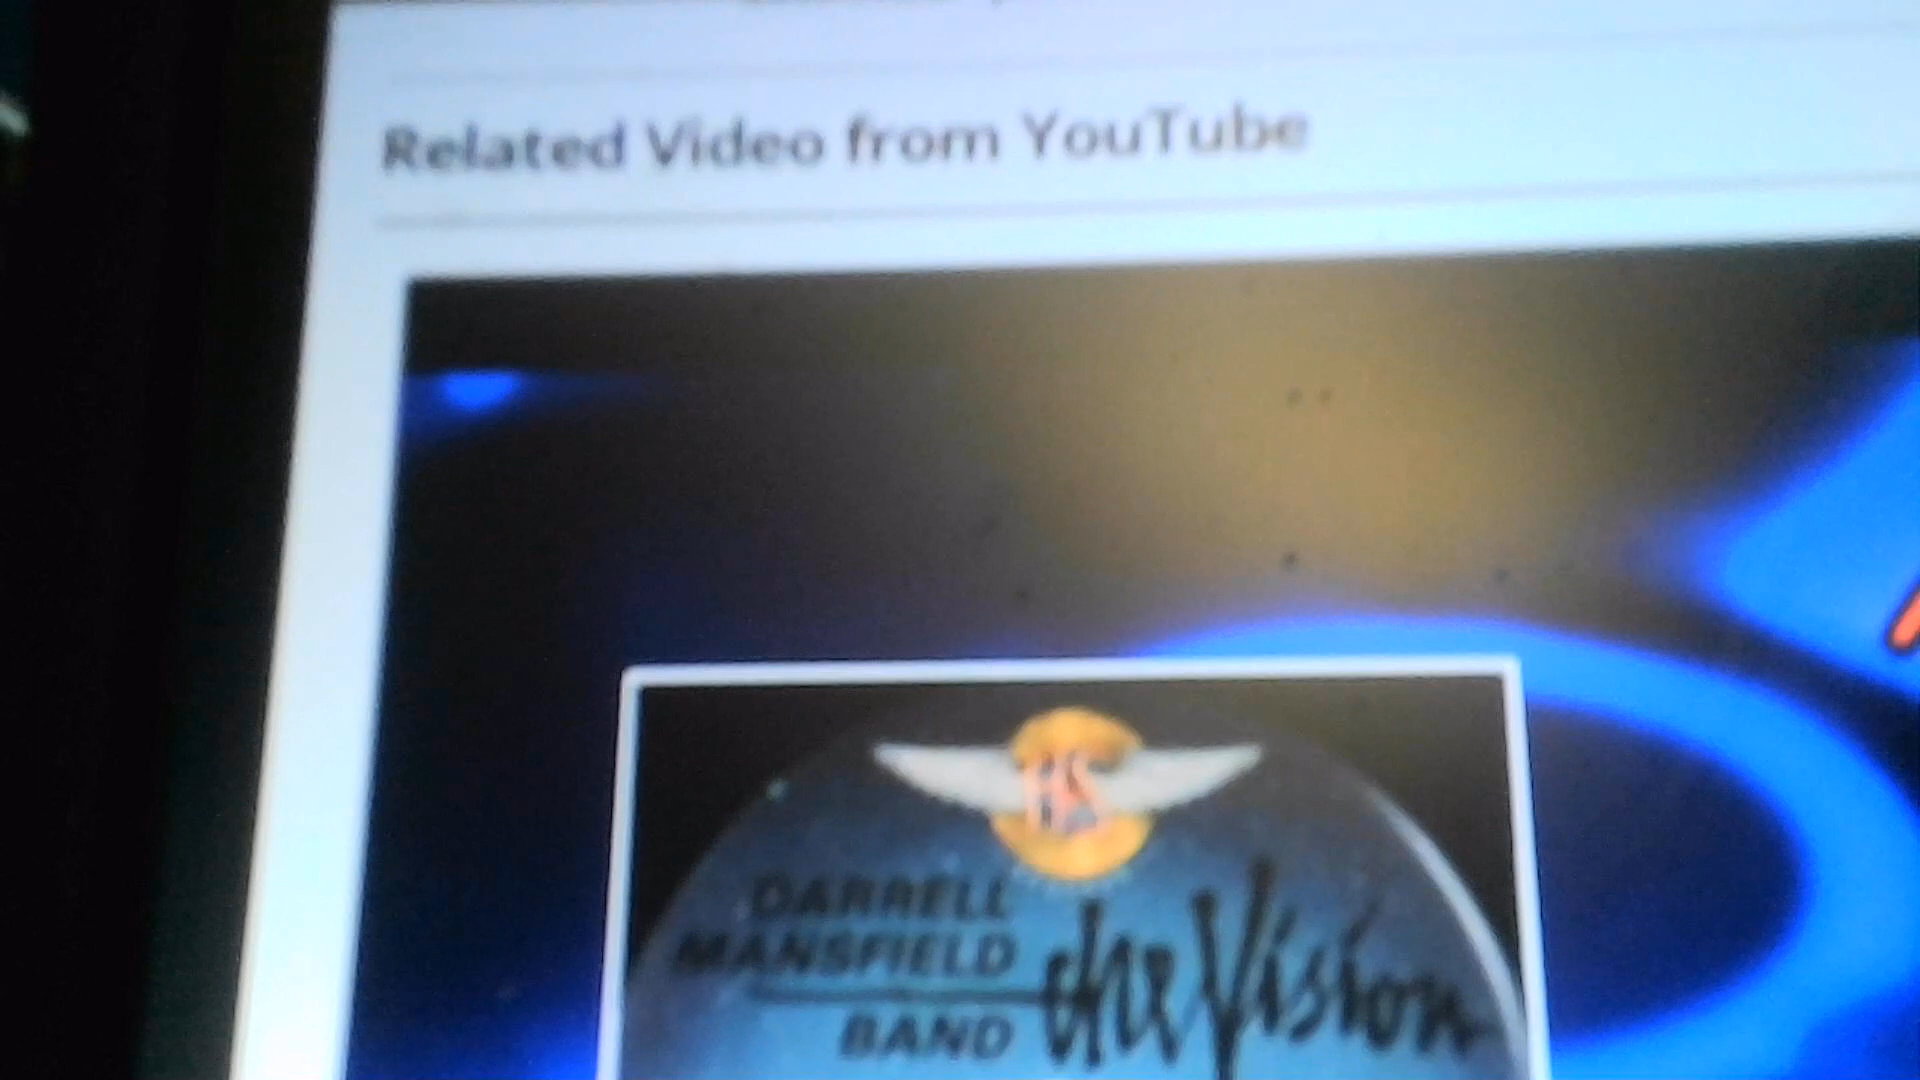 Related Video from YouTube
DARRELL
MANSFIELD
BAND
the Vision